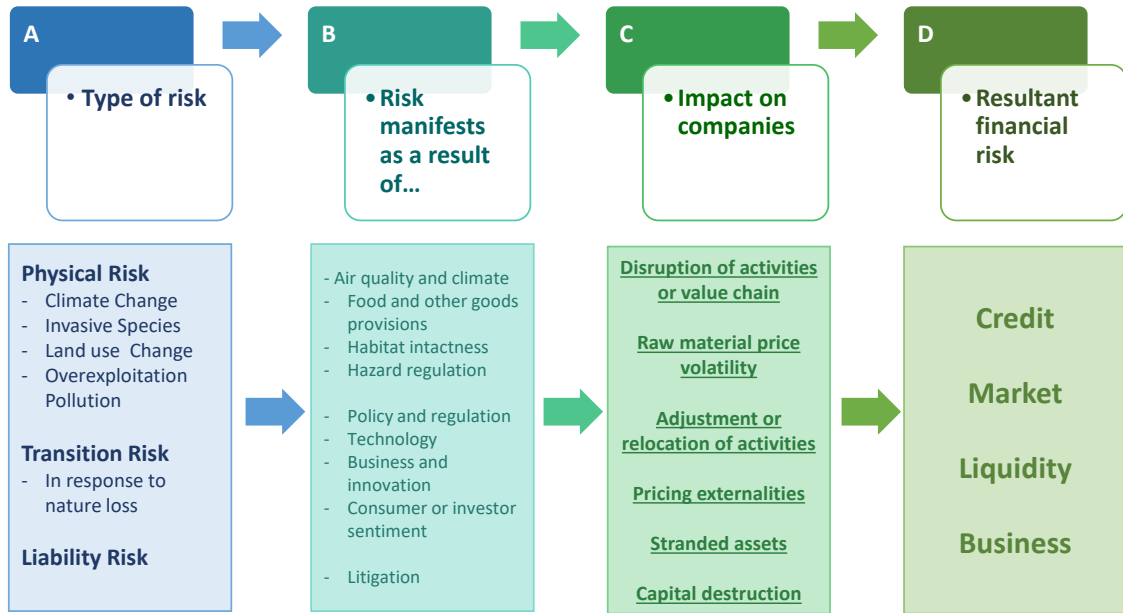 A
• Type of risk
B
• Risk
manifests
as a result
of…
C
• Impact on
companies
D
• Resultant
financial
risk
Physical Risk
- Climate Change
- Invasive Species
- Land use Change
- Overexploitation
Pollution
Transition Risk
- In response to
nature loss
Liability Risk
- Air quality and climate
- Food and other goods
provisions
- Habitat intactness
- Hazard regulation
- Policy and regulation
- Technology
- Business and
innovation
- Consumer or investor
sentiment
- Litigation
Disruption of activities
or value chain
Raw material price
volatility
Adjustment or
relocation of activities
Pricing externalities
Stranded assets
Capital destruction
Credit
Market
Liquidity
Business